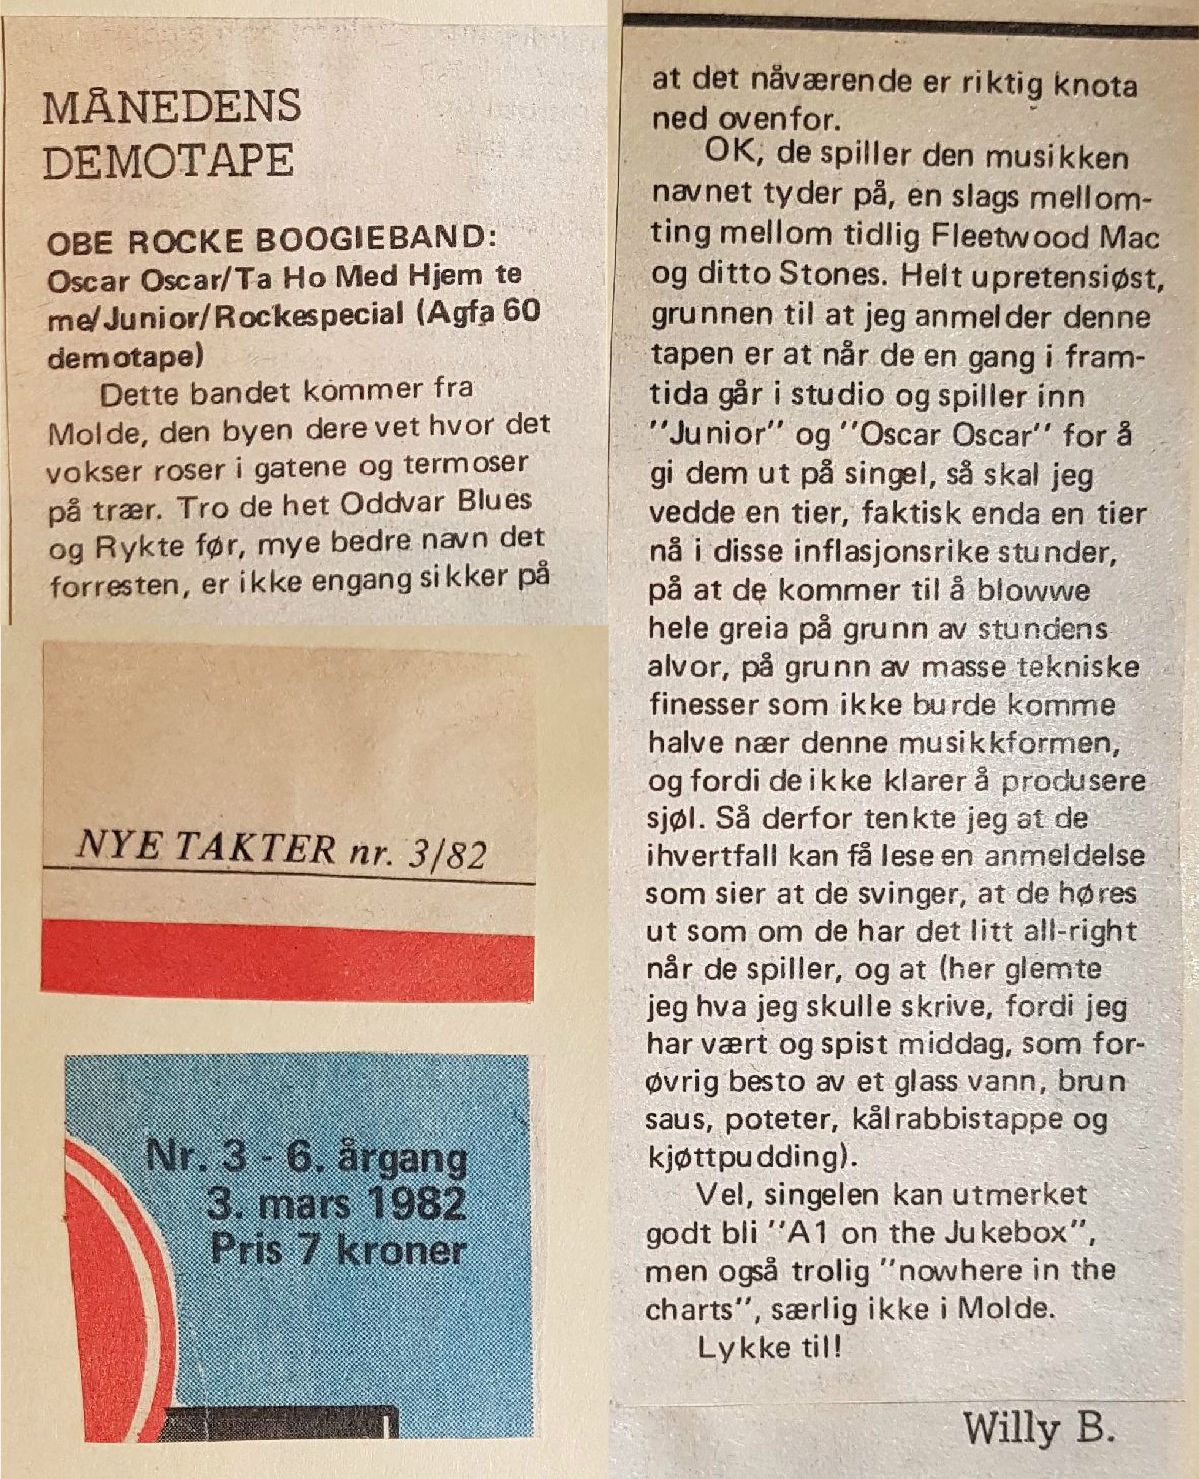 MÅNEDENS
DEMOTAPE
OBE ROCKE BOOGIEBAND:
Oscar Oscar/Ta Ho Med Hjem te
me/Junior/Rockespecial (Agfa 60
demotape)
Dette bandet kommer fra
Molde, den byen dere vet hvor det
vokser roser i gatene og termoser
på trær. Tro de het Oddvar Blues
og Rykte før, mye bedre navn det
forresten, er ikke engang sikker på
at det nåværende er riktig knota
ned ovenfor.
OK, de spiller den musikken
navnet tyder på, en slags mellom-
ting mellom tidlig Fleetwood Mac
og ditto Stones. Helt upretensiøst,
grunnen til at jeg anmelder denne
tapen er at når de en gang i fram-
tida går i studio og spiller inn
"Junior" og "Oscar Oscar" for å
gi dem ut på singel, så skal jeg
vedde en tier, faktisk enda en tier
nå i disse inflasjonsrike stunder,
på at de kommer til å blowwe
hele greia på grunn av stundens
alvor, på grunn av masse tekniske
finesser som ikke burde komme
halve nær denne musikkformen,
og fordi de ikke klarer å produsere
sjøl. Så derfor tenkte jeg at de
ihvertfall kan få lese en anmeldelse
som sier at de svinger, at de høres
ut som om de har det litt all-right
når de spiller, og at (her glemte
jeg hva jeg skulle skrive, fordi jeg
har vært og spist middag, som for-
øvrig besto av et glass vann, brun
saus, poteter, kålrabbistappe og
kjøttpudding).
Vel, singelen kan utmerket
godt bli "A1 on the Jukebox",
men også trolig "nowhere in the
charts", særlig ikke i Molde.
Lykke til!
Willy B.
NYE TAKTER nr. 3/82
Nr. 3 - 6. årgang
3. mars 1982
Pris 7 kroner